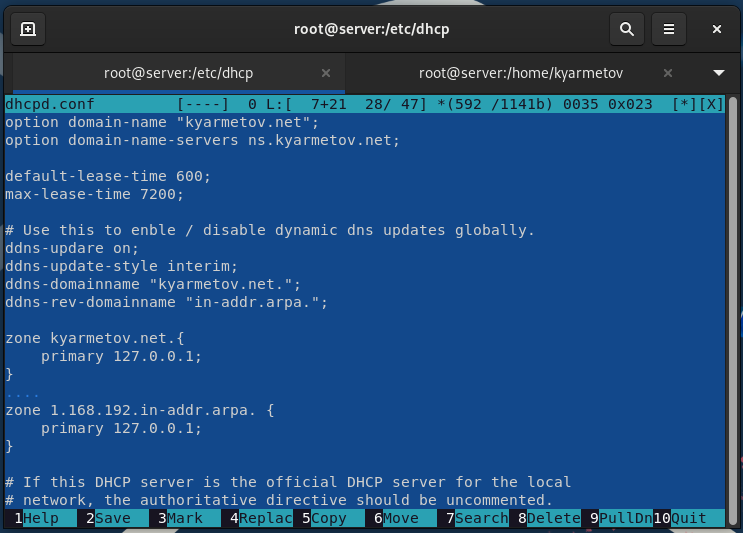 root@server:/etc/dhcp
root@server:/etc/dhcp × root@server:/home/kyarmetov ×
dhcpd.conf [----] 0 L:[ 7+21 28/ 47] *(592 /1141b) 0035 0x023 [*][X]
option domain-name "kyarmetov.net";
option domain-name-servers ns.kyarmetov.net;
default-lease-time 600;
max-lease-time 7200;
# Use this to enble / disable dynamic dns updates globally.
ddns-updare on;
ddns-update-style interim;
ddns-domainname "kyarmetov.net.";
ddns-rev-domainname "in-addr.arpa.";
zone kyarmetov.net.{
primary 127.0.0.1;
}
....
zone 1.168.192.in-addr.arpa. {
primary 127.0.0.1;
}
# If this DHCP server is the official DHCP server for the local
# network, the authoritative directive should be uncommented.
1Help 2Save 3Mark 4Replac 5Copy 6Move 7Search 8Delete 9PullDn 10Quit